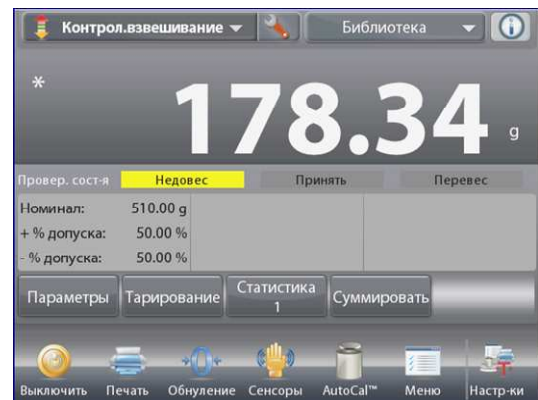 Контрол.взвешивание Библиотека
* 178.34 g
Провер. сост-я Недовес Принять Перевес
Номинал: 510.00 g
+ % допуска: 50.00 %
- % допуска: 50.00 %
Параметры Тарирование Статистика 1 Суммировать
Выключить Печать Обнуление Сенсоры AutoCal™ Меню Настр-ки